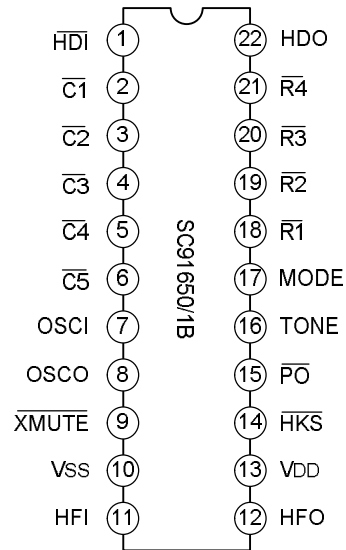 HDI 1 22 HDO
C1 2 21 R4
C2 3 20 R3
C3 4 19 R2
C4 5 18 R1
C5 6 17 MODE
OSCI 7 16 TONE
OSCO 8 15 PO
XMUTE 9 14 HKS
VSS 10 13 VDD
HFI 11 12 HFO
SC91650/1B